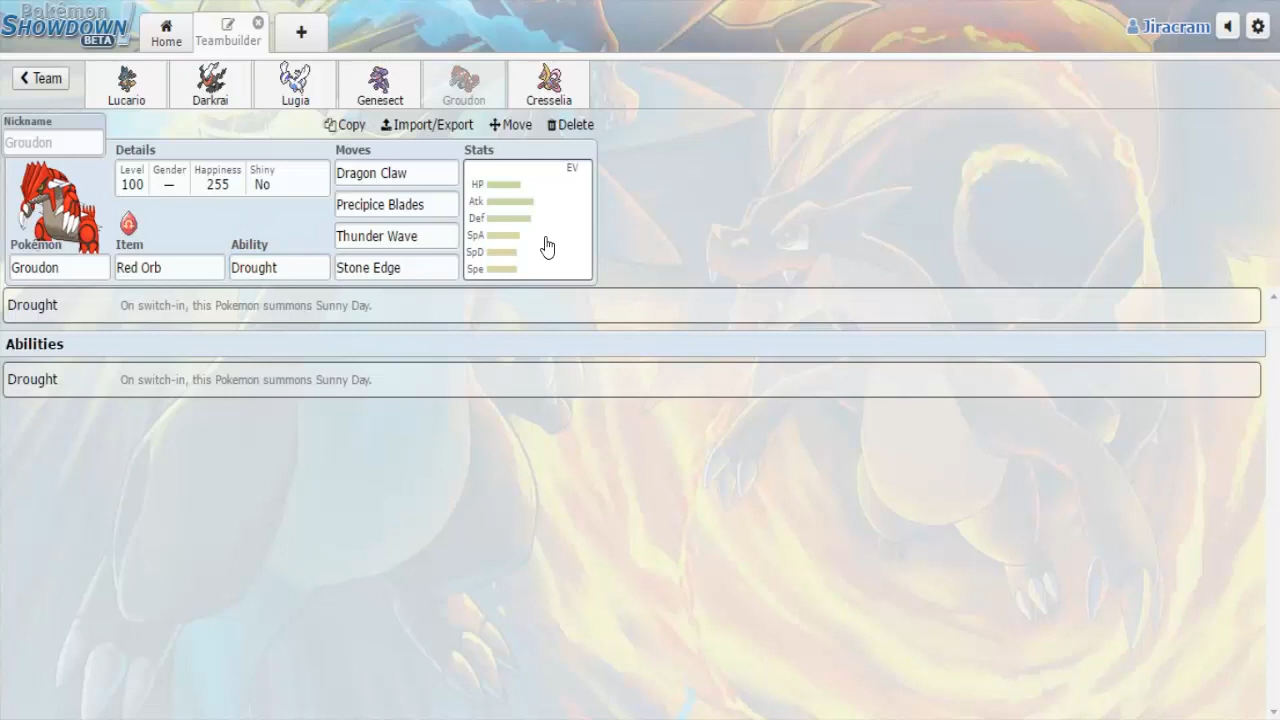 Pokémon
SHOWDOWN
BETA
Home
Teambuilder
+
Jiracram
Team
Lucario
Darkrai
Lugia
Genesect
Groudon
Cresselia
Nickname
Groudon
Copy
Import/Export
Move
Delete
Details
Level
100
Gender
—
Happiness
255
Shiny
No
Pokémon
Groudon
Item
Red Orb
Ability
Drought
Moves
Dragon Claw
Precipice Blades
Thunder Wave
Stone Edge
Stats
EV
HP
Atk
Def
SpA
SpD
Spe
Drought On switch-in, this Pokemon summons Sunny Day.
Abilities
Drought On switch-in, this Pokemon summons Sunny Day.